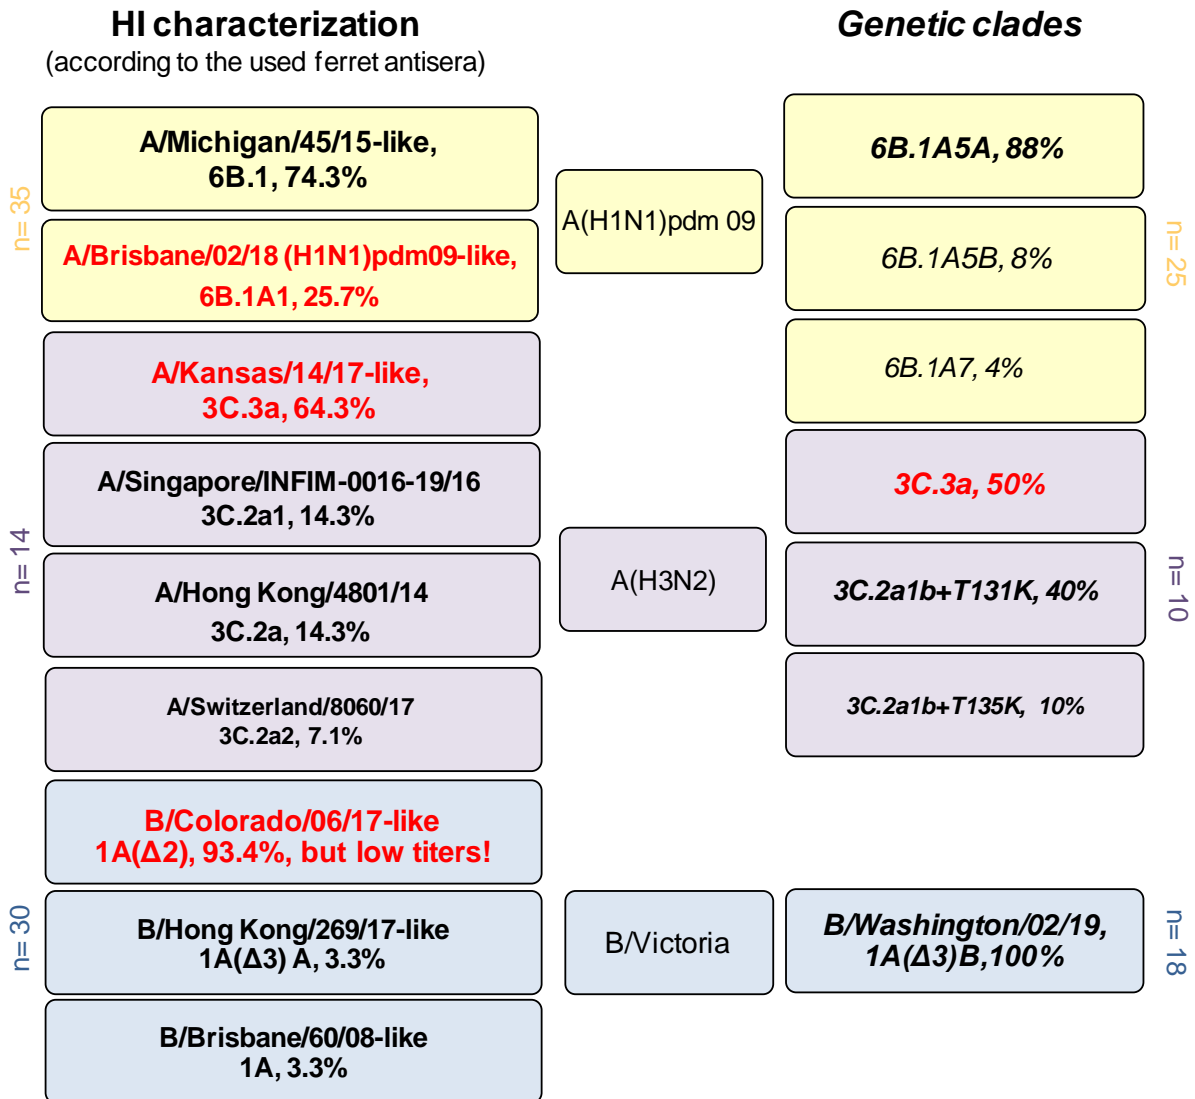 HI characterization
(according to the used ferret antisera)
Genetic clades
n= 35
A/Michigan/45/15-like,
6B.1, 74.3%
A/Brisbane/02/18 (H1N1)pdm09-like,
6B.1A1, 25.7%
A(H1N1)pdm 09
6B.1A5A, 88%
6B.1A5B, 8%
6B.1A7, 4%
n= 25
n= 14
A/Kansas/14/17-like,
3C.3a, 64.3%
A/Singapore/INFIM-0016-19/16
3C.2a1, 14.3%
A/Hong Kong/4801/14
3C.2a, 14.3%
A/Switzerland/8060/17
3C.2a2, 7.1%
A(H3N2)
3C.3a, 50%
3C.2a1b+T131K, 40%
3C.2a1b+T135K, 10%
n= 10
n= 30
B/Colorado/06/17-like
1A(Δ2), 93.4%, but low titers!
B/Hong Kong/269/17-like
1A(Δ3) A, 3.3%
B/Brisbane/60/08-like
1A, 3.3%
B/Victoria
B/Washington/02/19,
1A(Δ3)B,100%
n= 18